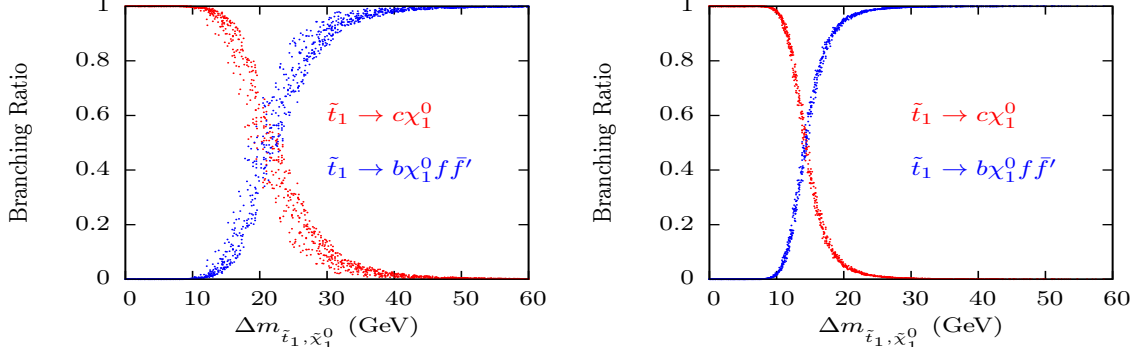 1
0.8
0.6
0.4
0.2
0
Branching Ratio
t̃₁ → cχ₁⁰
t̃₁ → bχ₁⁰ff̄′
0 10 20 30 40 50 60
Δm t̃₁,χ̃₁⁰ (GeV)
1
0.8
0.6
0.4
0.2
0
Branching Ratio
t̃₁ → cχ₁⁰
t̃₁ → bχ₁⁰ff̄′
0 10 20 30 40 50 60
Δm t̃₁,χ̃₁⁰ (GeV)